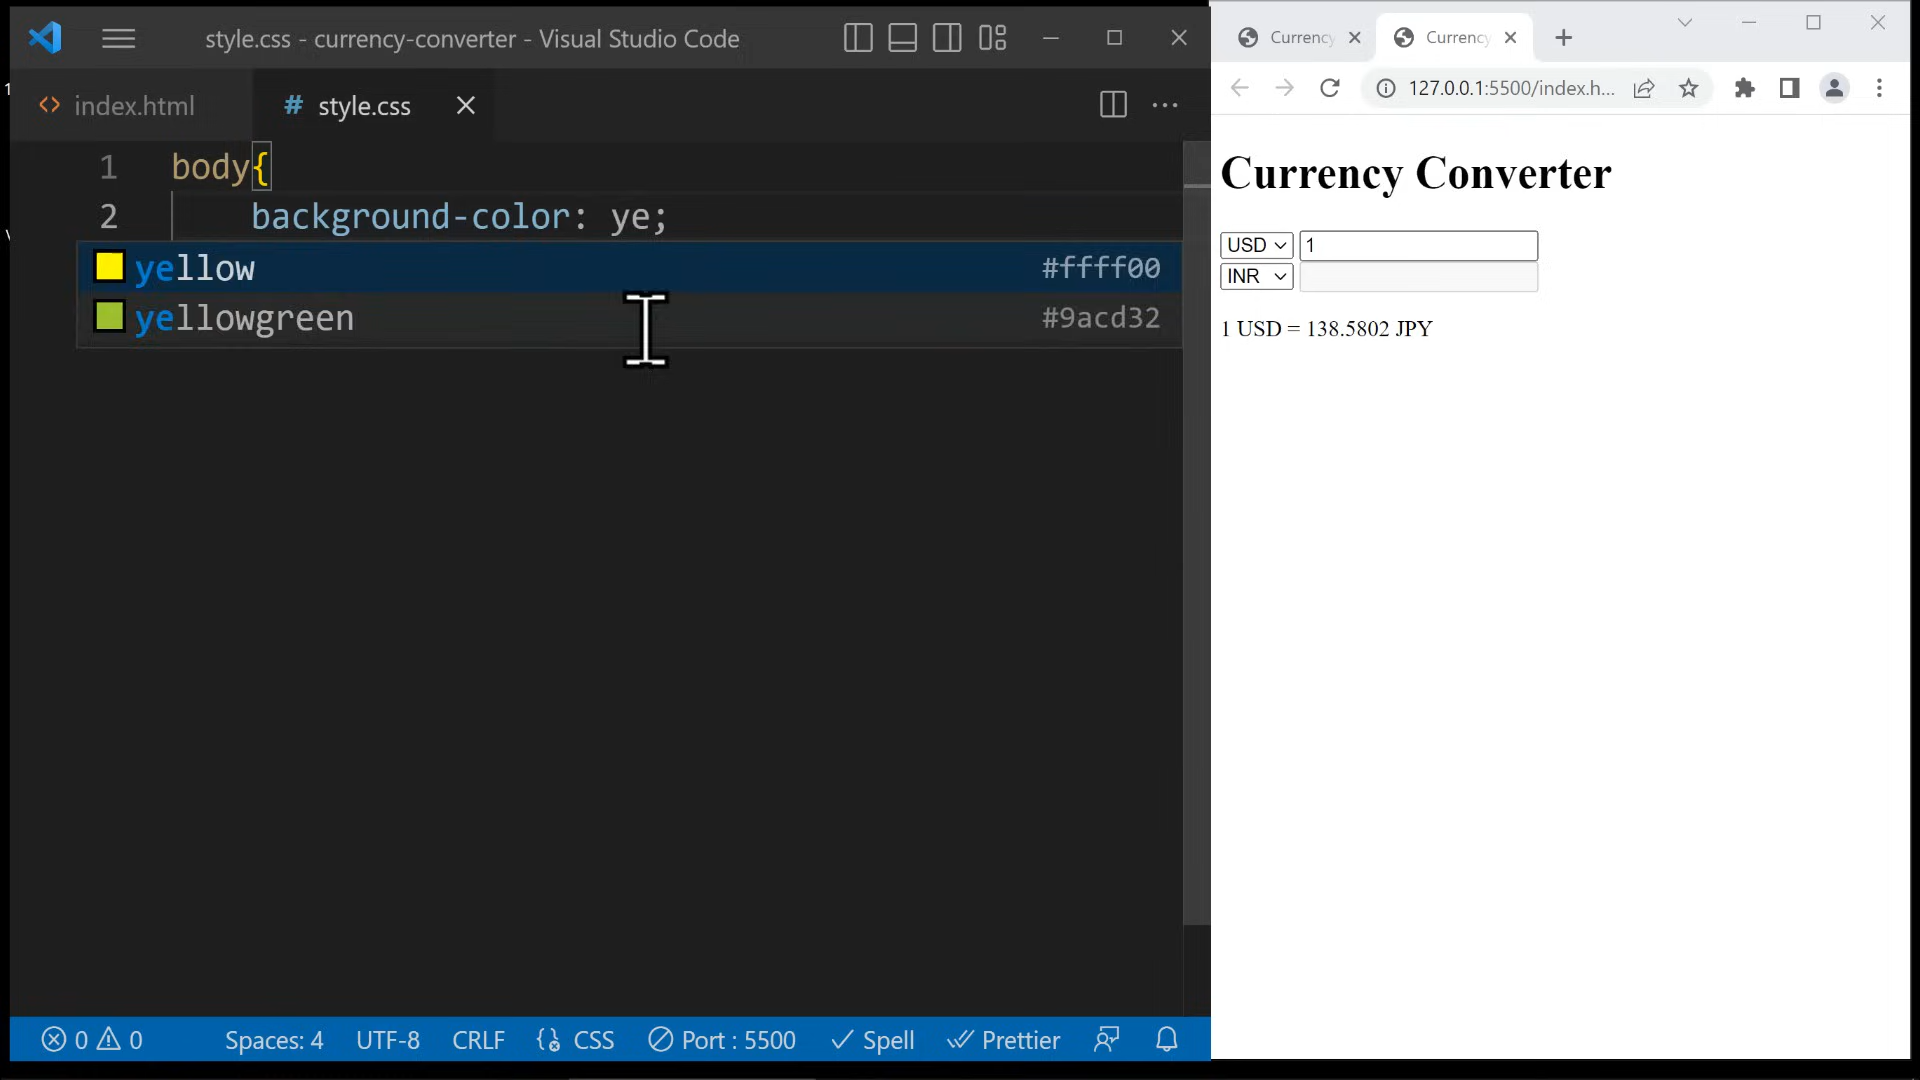 style.css - currency-converter - Visual Studio Code
index.html
# style.css
1 body{
2 background-color: ye;
yellow #ffff00
yellowgreen #9acd32
0 0 Spaces: 4 UTF-8 CRLF CSS Port : 5500 Spell Prettier
Currency Currency
127.0.0.1:5500/index.h...
Currency Converter
USD 1
INR
1 USD = 138.5802 JPY